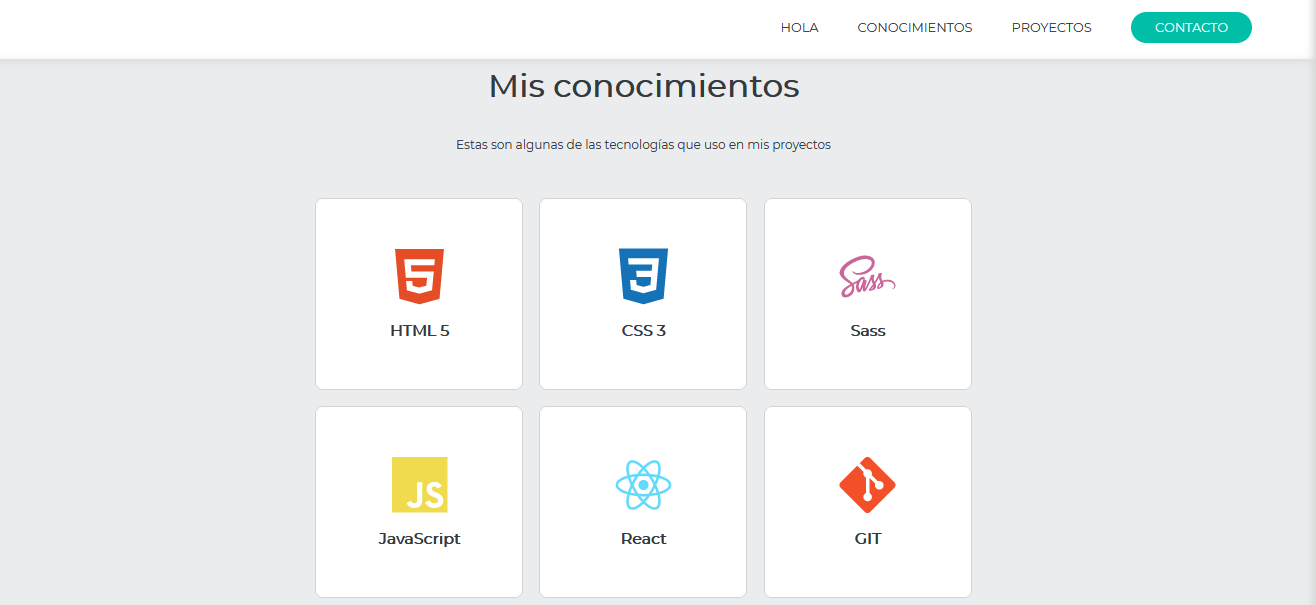 HOLA CONOCIMIENTOS PROYECTOS CONTACTO
Mis conocimientos
Estas son algunas de las tecnologías que uso en mis proyectos
5 3 Sass
HTML 5 CSS 3 Sass
JS
JavaScript React GIT